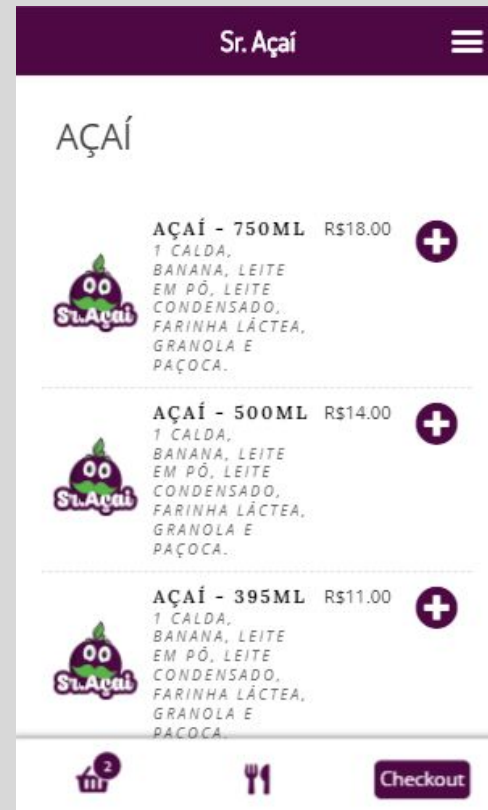 Sr. Açaí
AÇAÍ
AÇAÍ - 750ML R$18.00
1 CALDA,
BANANA, LEITE
EM PÓ, LEITE
CONDENSADO,
FARINHA LÁCTEA,
GRANOLA E
PAÇOCA.
Sr.Açaí
AÇAÍ - 500ML R$14.00
1 CALDA,
BANANA, LEITE
EM PÓ, LEITE
CONDENSADO,
FARINHA LÁCTEA,
GRANOLA E
PAÇOCA.
Sr.Açaí
AÇAÍ - 395ML R$11.00
1 CALDA,
BANANA, LEITE
EM PÓ, LEITE
CONDENSADO,
FARINHA LÁCTEA,
GRANOLA E
PAÇOCA.
Sr.Açaí
2
Checkout